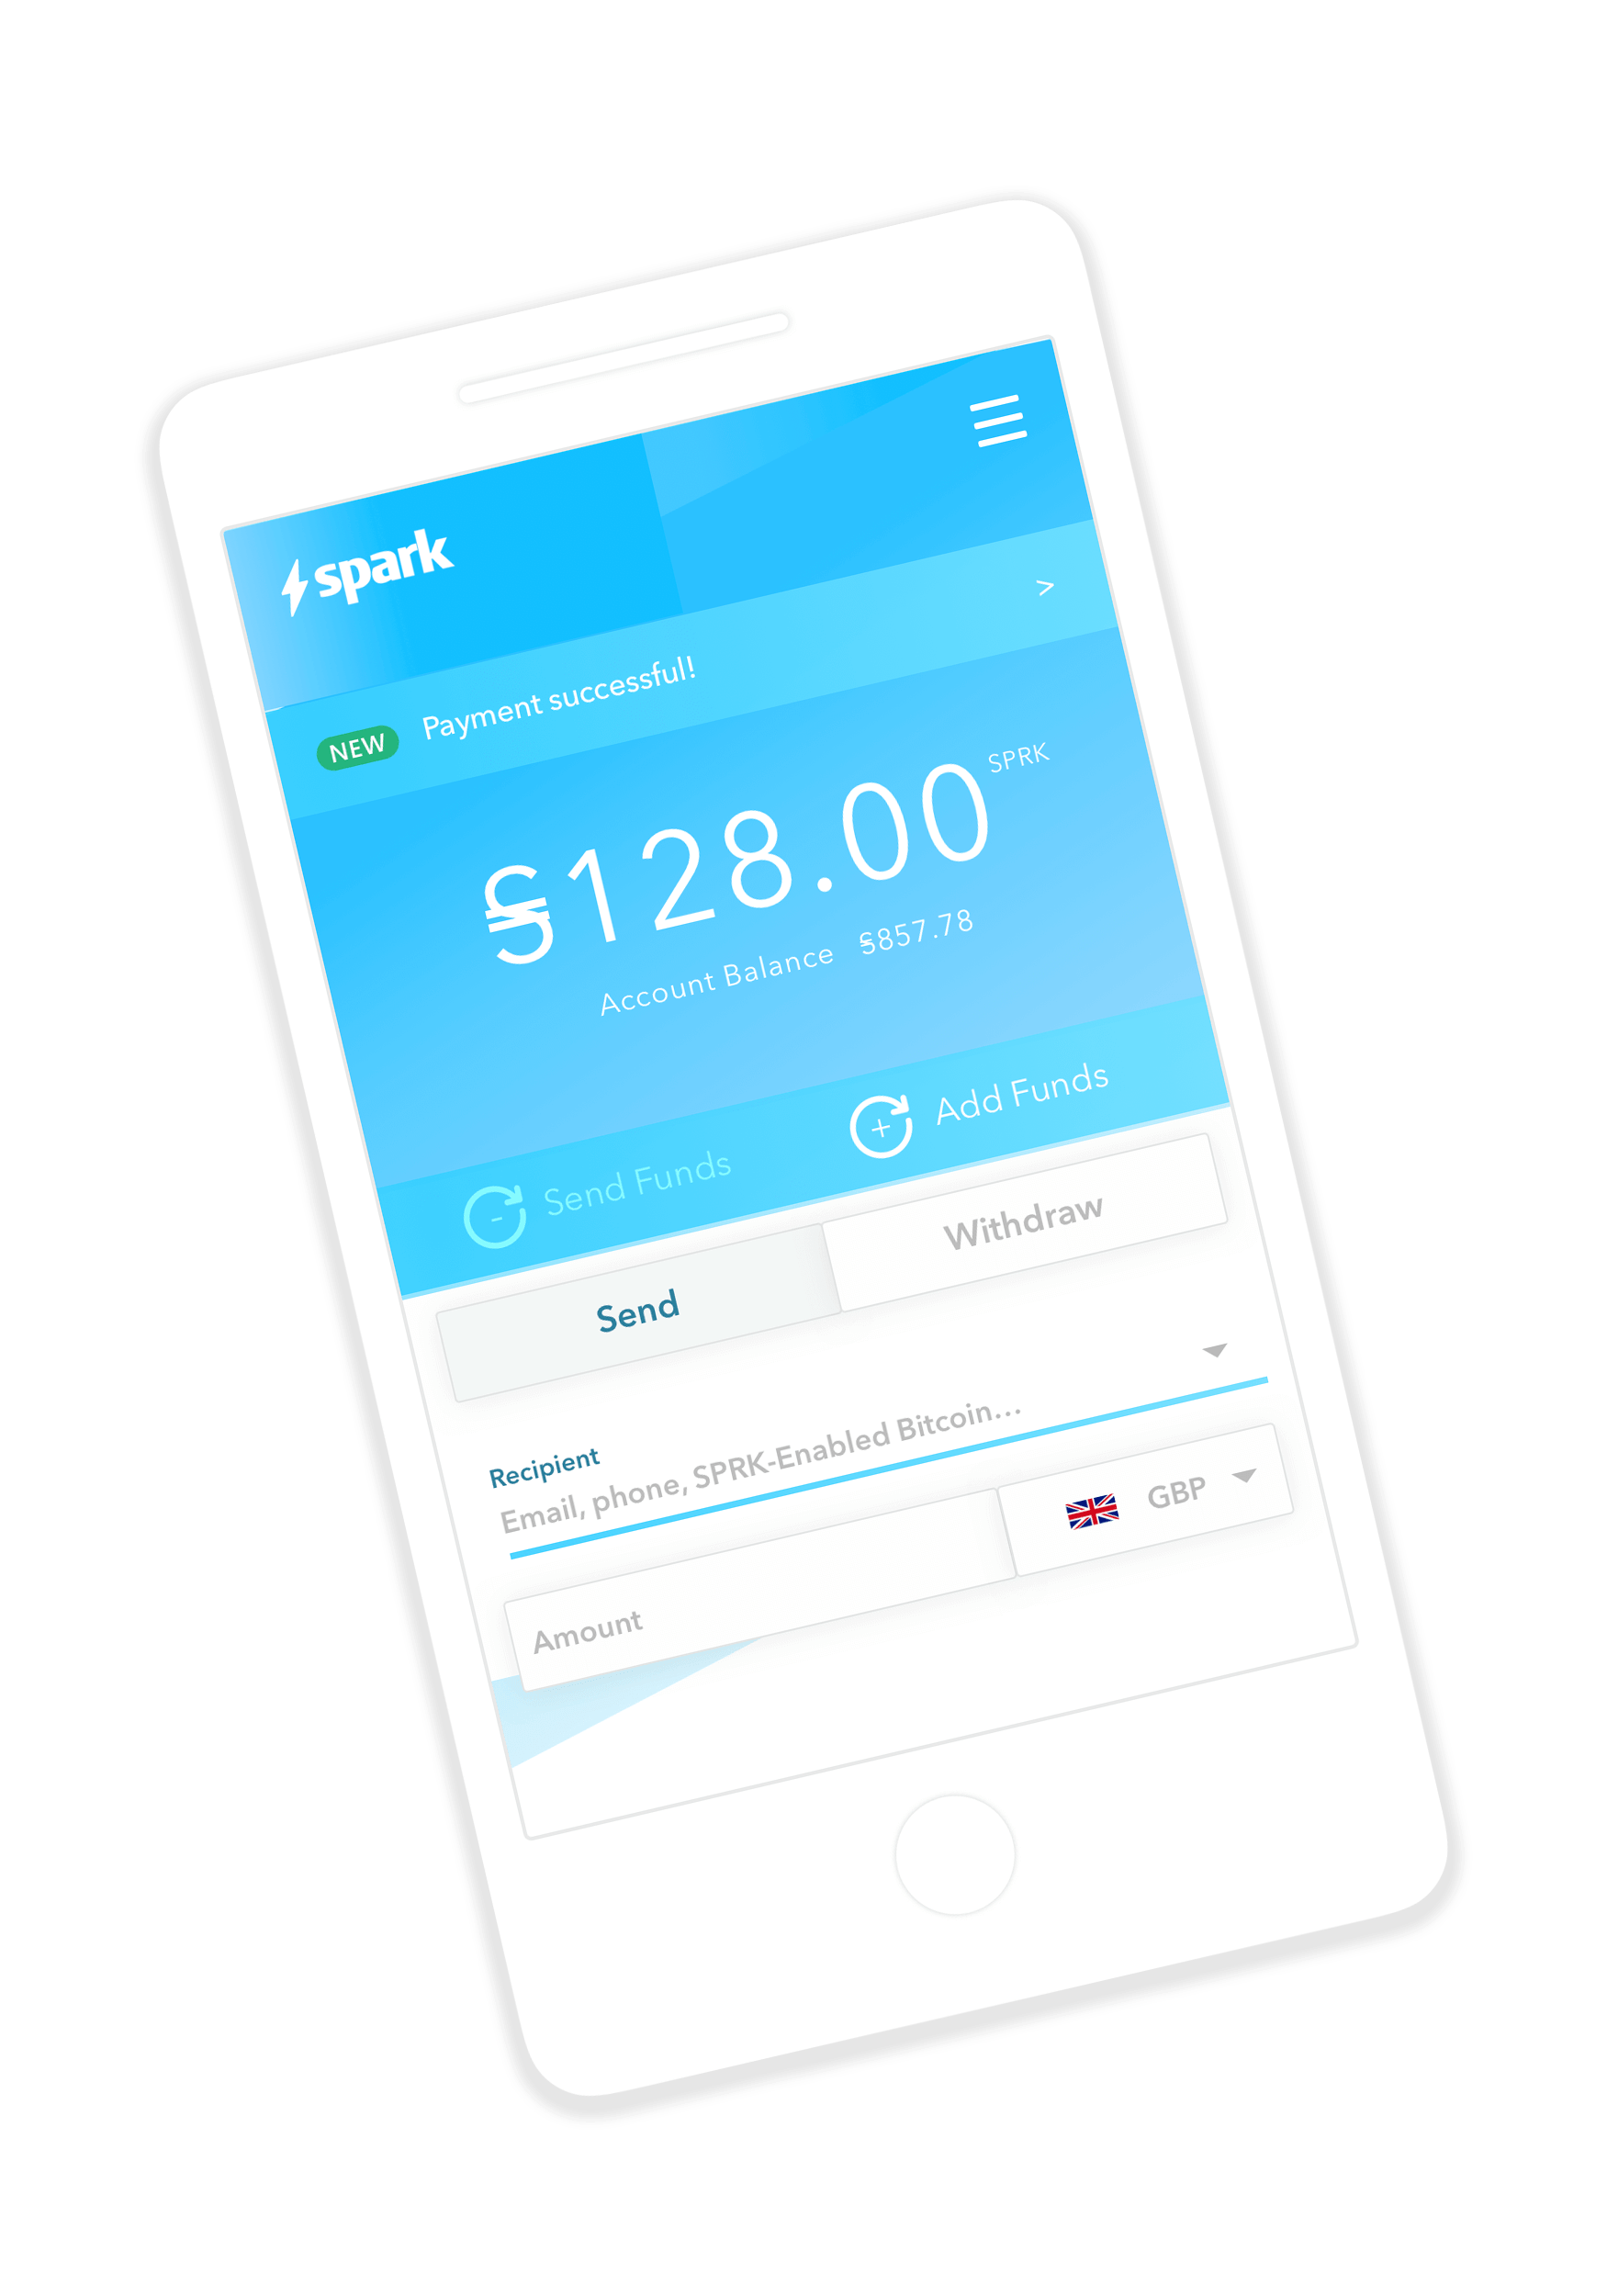 spark
NEW Payment successful! >
$128.00 SPRK
Account Balance $857.78
- Send Funds + Add Funds
Send Withdraw
Recipient
Email, phone, SPRK-Enabled Bitcoin...
Amount GBP